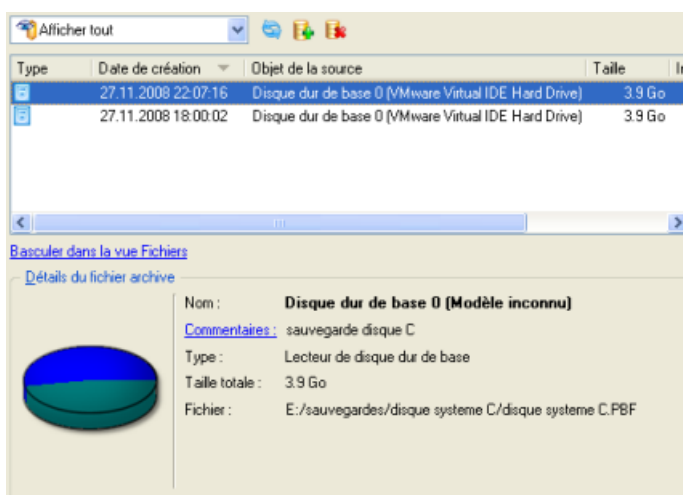 Afficher tout
Type Date de création Objet de la source Taille
27.11.2008 22:07:16 Disque dur de base 0 (VMware Virtual IDE Hard Drive) 3.9 Go
27.11.2008 18:00:02 Disque dur de base 0 (VMware Virtual IDE Hard Drive) 3.9 Go
Basculer dans la vue Fichiers
Détails du fichier archive
Nom : Disque dur de base 0 (Modèle inconnu)
Commentaires : sauvegarde disque C
Type : Lecteur de disque dur de base
Taille totale : 3.9 Go
Fichier : E:/sauvegardes/disque systeme C/disque systeme C.PBF